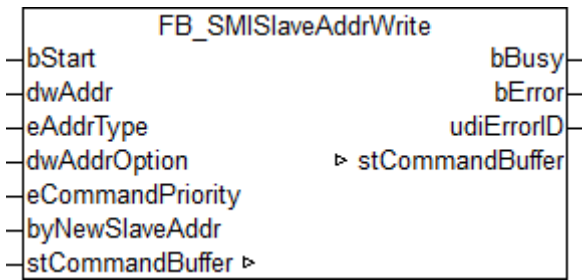 FB_SMISlaveAddrWrite
bStart bBusy
dwAddr bError
eAddrType udiErrorID
dwAddrOption ▹ stCommandBuffer
eCommandPriority
byNewSlaveAddr
stCommandBuffer ▹